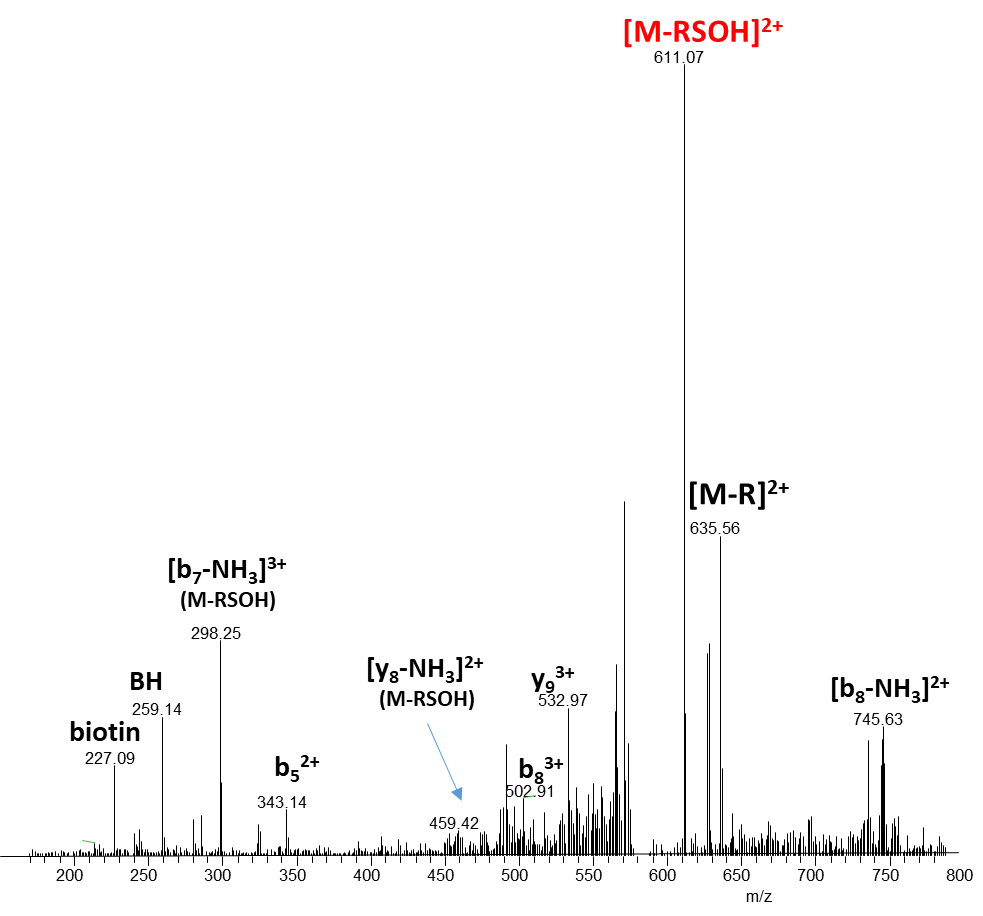 [M-RSOH]²⁺
611.07
[M-R]²⁺
635.56
[b₇-NH₃]³⁺
(M-RSOH)
298.25
[y₈-NH₃]²⁺
(M-RSOH)
459.42
y₉³⁺
532.97
[b₈-NH₃]²⁺
745.63
BH
259.14
biotin
227.09
b₅²⁺
343.14
b₈³⁺
502.91
200 250 300 350 400 450 500 550 600 650 700 750 800
m/z